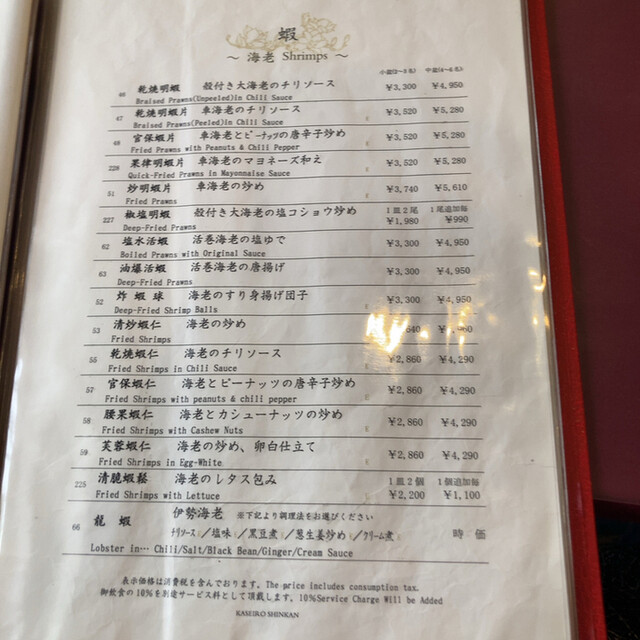 蝦
～ 海老 Shrimps ～
小皿(2~3名) 中皿(4~6名)
46 乾燒明蝦 殻付き大海老のチリソース ¥3,300 ¥4,950
Braised Prawns(Unpeeled)in Chili Sauce
47 乾燒明蝦片 車海老のチリソース ¥3,520 ¥5,280
Braised Prawns(Peeled)in Chili Sauce
48 官保蝦片 車海老とピーナッツの唐辛子炒め ¥3,520 ¥5,280
Fried Prawns with Peanuts & Chili Pepper
228 果律明蝦片 車海老のマヨネーズ和え ¥3,520 ¥5,280
Quick-Fried Prawns in Mayonnaise Sauce
51 炒明蝦片 車海老の炒め ¥3,740 ¥5,610
Fried Prawns
227 椒塩明蝦 殻付き大海老の塩コショウ炒め 1皿2尾 ¥1,980 1尾追加毎 ¥990
Deep-Fried Prawns
62 塩水活蝦 活巻海老の塩ゆで ¥3,300 ¥4,950
Boiled Prawns with Original Sauce
63 油爆活蝦 活巻海老の唐揚げ ¥3,300 ¥4,950
Deep-Fried Prawns
52 炸蝦球 海老のすり身揚げ団子 ¥3,300 ¥4,950
Deep-Fried Shrimp Balls
53 清炒蝦仁 海老の炒め
Fried Shrimps
55 乾燒蝦仁 海老のチリソース ¥2,860 ¥4,290
Fried Shrimps in Chili Sauce
57 官保蝦仁 海老とピーナッツの唐辛子炒め ¥2,860 ¥4,290
Fried Shrimps with peanuts & chili pepper
58 腰果蝦仁 海老とカシューナッツの炒め ¥2,860 ¥4,290
Fried Shrimps with Cashew Nuts
59 芙蓉蝦仁 海老の炒め、卵白仕立て ¥2,860 ¥4,290
Fried Shrimps in Egg-White
225 清脆蝦鬆 海老のレタス包み 1皿2個 ¥2,200 1個追加毎 ¥1,100
Fried Shrimps with Lettuce
66 龍蝦 伊勢海老 ※下記より調理法をお選びください
チリソース／塩味／黒豆煮／葱生姜炒め／クリーム煮 時価
Lobster in… Chili/Salt/Black Bean/Ginger/Cream Sauce
表示価格は消費税を含んでおります。The price includes consumption tax.
御飲食の10%を別途サービス料として頂戴します。10%Service Charge Will be Added
KASEIRO SHINKAN